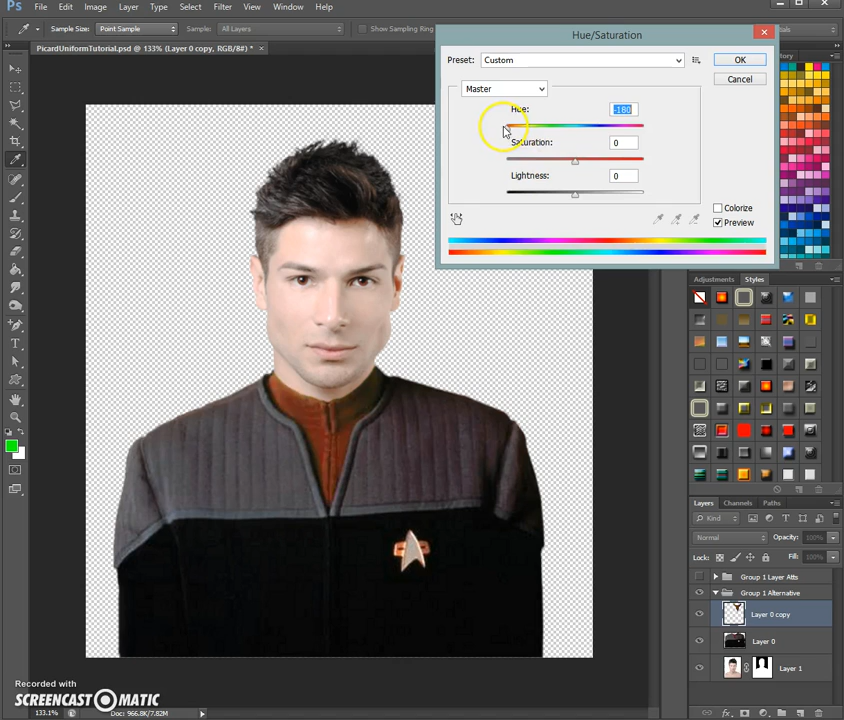 Ps File Edit Image Layer Type Select Filter View Window Help
Sample: Point Sample Sample: All Layers Show Sampling Ring
PicardUniformTutorial.psd @ 133% (Layer 0 copy, RGB/8#) * ×
Hue/Saturation
Preset: Custom
OK
Cancel
Master
Hue: -180
Saturation: 0
Lightness: 0
Colorize
Preview
Adjustments Styles
Layers Channels Paths
Kind
Normal Opacity: 100%
Lock: Fill: 100%
Group 1 Layer Atts
Group 1 Alternative
Layer 0 copy
Layer 0
Layer 1
fx
Recorded with
SCREENCAST MATIC
133.1% Doc: 966.8K/7.82M